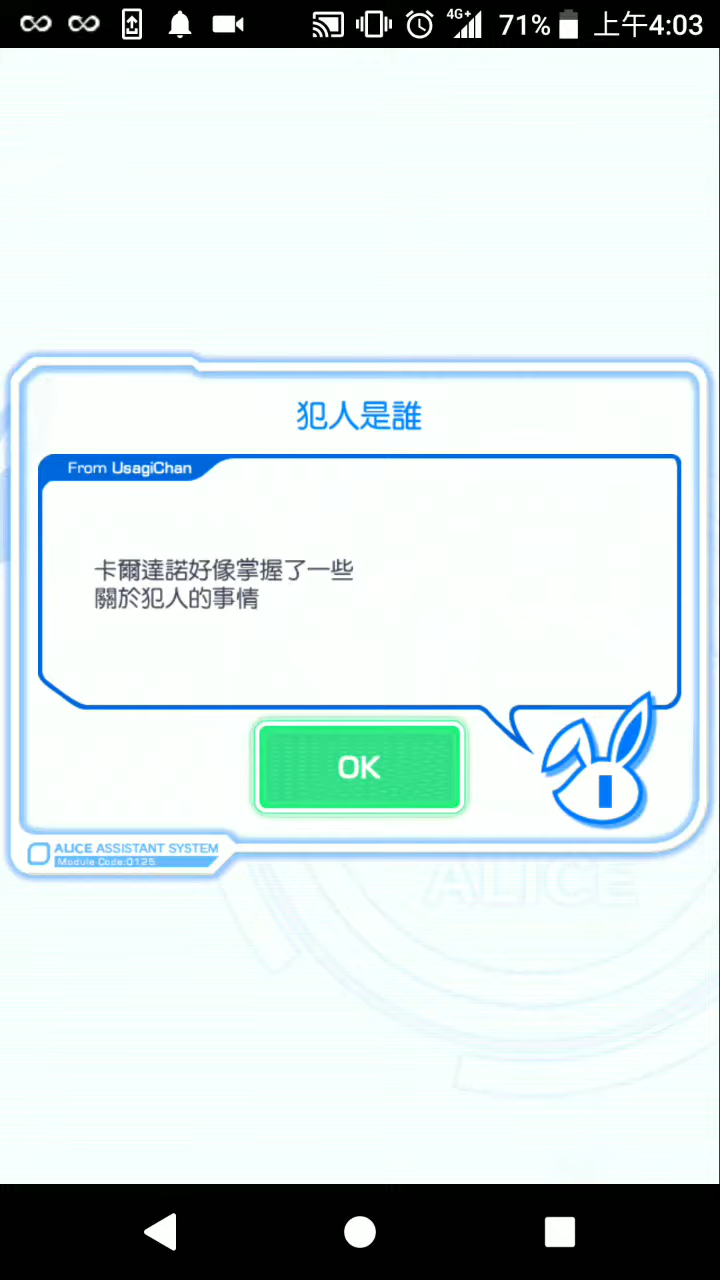 4G+ 71% 上午4:03
犯人是誰
From UsagiChan
卡爾達諾好像掌握了一些
關於犯人的事情
OK
ALICE ASSISTANT SYSTEM
Module Code:0125
ALICE